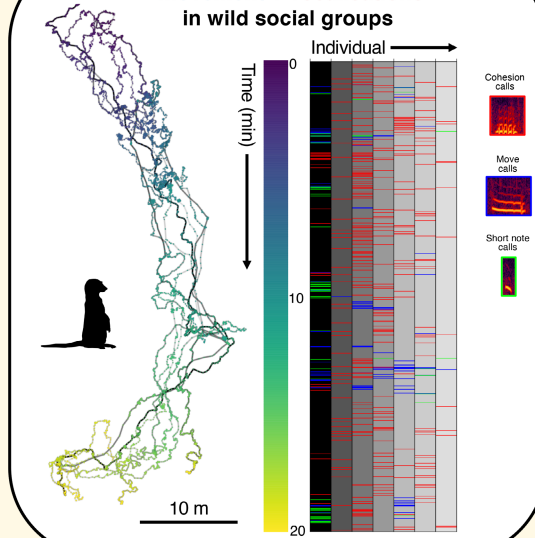 in wild social groups
Individual
Time (min)
0
10
20
10 m
Cohesion
calls
Move
calls
Short note
calls